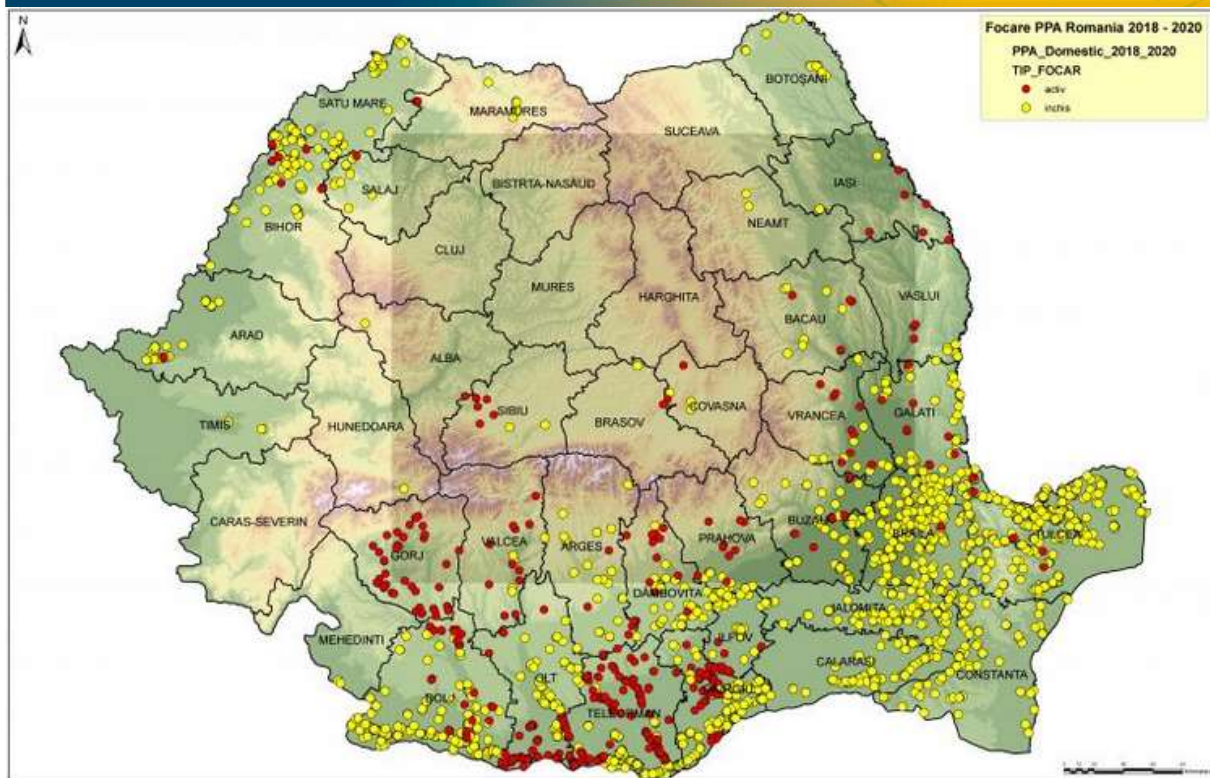 N
Focare PPA Romania 2018 - 2020
PPA_Domestic_2018_2020
TIP_FOCAR
activ
inchis
BOTOȘANI
SATU MARE
MARAMURES
SUCEAVA
IASI
SALAJ
BISTRTA-NASAUD
NEAMT
BIHOR
CLUJ
MURES
HARGHITA
VASLUI
BACAU
ARAD
ALBA
SIBIU
COVASNA
VRANCEA
GALATI
TIMIS
HUNEDOARA
BRASOV
CARAS-SEVERIN
BUZAU
BRAILA
TULCEA
GORJ
VALCEA
ARGES
PRAHOVA
DAMBOVITA
IALOMITA
MEHEDINTI
ILFOV
CALARASI
CONSTANTA
DOLJ
OLT
GIURGIU
TELEORMAN